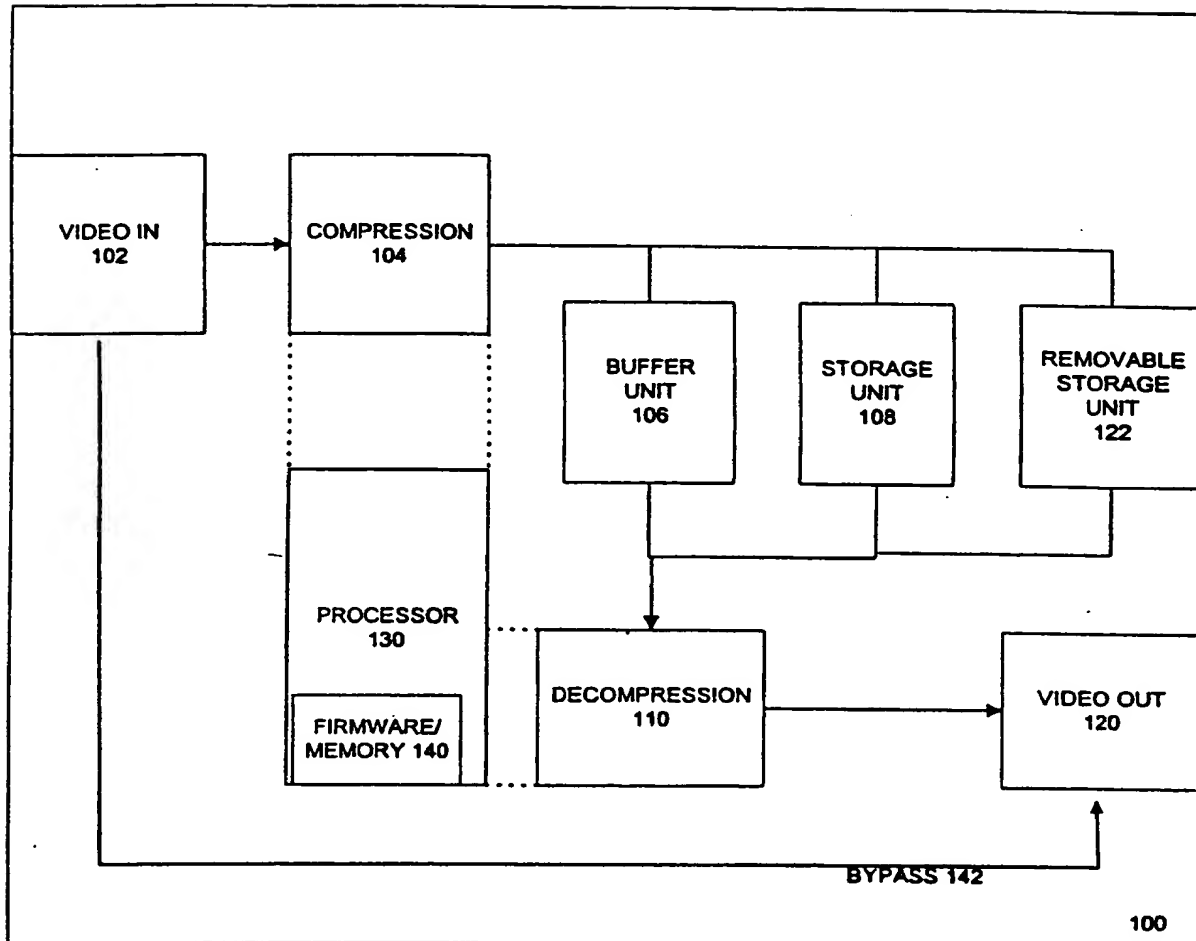 VIDEO IN
102
COMPRESSION
104
BUFFER
UNIT
106
STORAGE
UNIT
108
REMOVABLE
STORAGE
UNIT
122
PROCESSOR
130
FIRMWARE/
MEMORY 140
DECOMPRESSION
110
VIDEO OUT
120
BYPASS 142
100